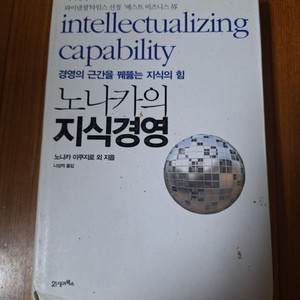 파이낸셜타임스 선정 '베스트 비즈니스 북'
intellectualizing
capability
경영의 근간을 꿰뚫는 지식의 힘
노나카의
지식경영
노나카 이쿠지로 외 지음
나상억 옮김
21세기북스